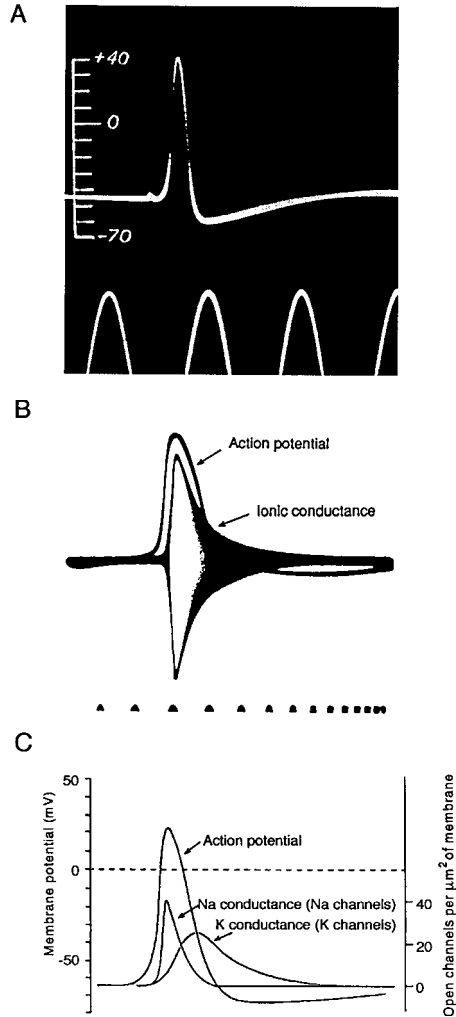 A
+40
0
-70
B
Action potential
Ionic conductance
C
50
0
-50
Membrane potential (mV)
Action potential
Na conductance (Na channels)
K conductance (K channels)
40
20
0
Open channels per μm² of membrane